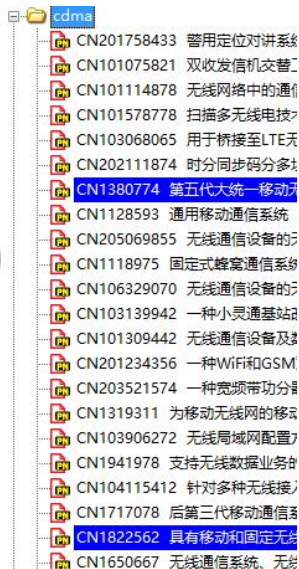 cdma
CN201758433 警用定位对讲系
CN101075821 双收发信机交替
CN101114878 无线网络中的通
CN101578778 扫描多无线电技
CN103068065 用于桥接至LTE无
CN202111874 时分同步码分多
CN1380774 第五代大统一移动无
CN1128593 通用移动通信系统
CN205069855 无线通信设备的
CN1118975 固定式蜂窝通信系统
CN106329070 无线通信设备的
CN103139942 一种小灵通基站
CN101309442 无线通信设备及
CN201234356 一种WiFi和GSM
CN203521574 一种宽频带功分
CN1319311 为移动无线网的移
CN103906272 无线局域网配置
CN1941978 支持无线数据业务的
CN104115412 针对多种无线接
CN1717078 后第三代移动通信系
CN1822562 具有移动和固定无线
CN1650667 无线通信系统、无线